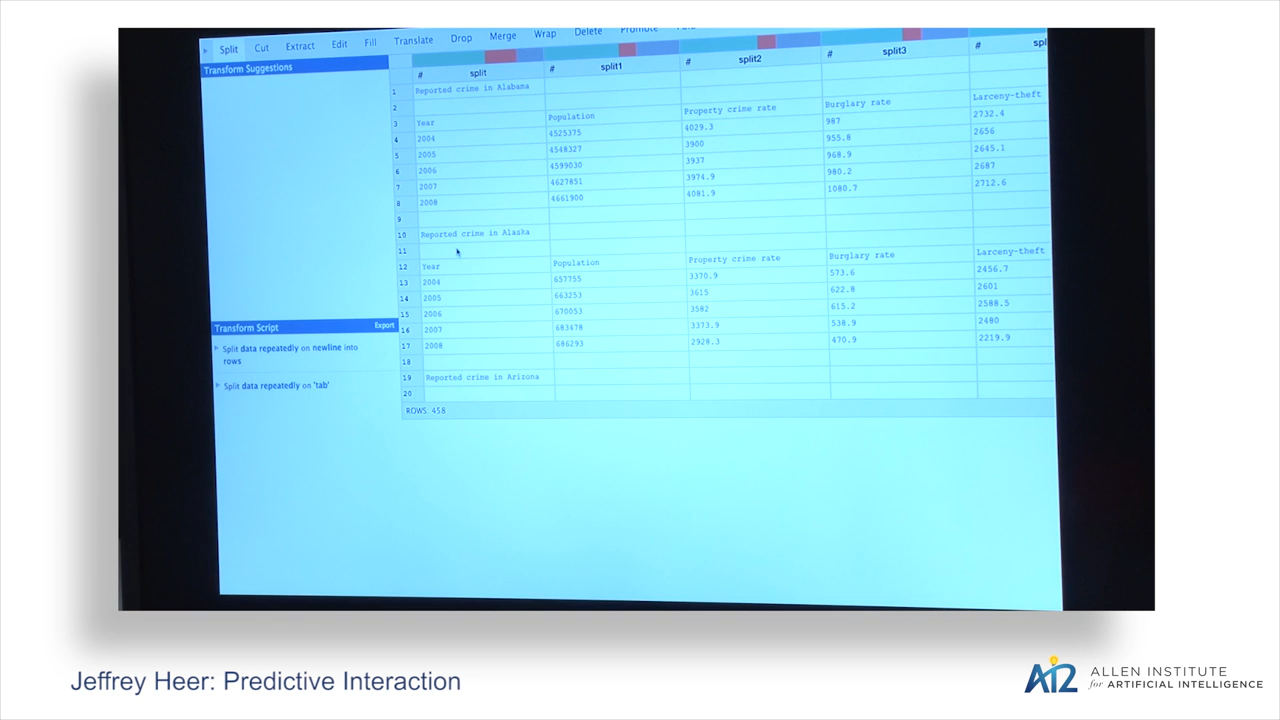 Split Cut Extract Edit Fill Translate Drop Merge Wrap Delete Promote
Transform Suggestions
# split # split1 # split2 # split3 # spl
1 Reported crime in Alabama
2
3 Year Population Property crime rate Burglary rate Larceny-theft
4 2004 4525375 4029.3 987 2732.4
5 2005 4548327 3900 955.8 2656
6 2006 4599030 3937 968.9 2645.1
7 2007 4627851 3974.9 980.2 2687
8 2008 4661900 4081.9 1080.7 2712.6
9
10 Reported crime in Alaska
11
12 Year Population Property crime rate Burglary rate Larceny-theft
13 2004 657755 3370.9 573.6 2456.7
14 2005 663253 3615 622.8 2601
15 2006 670053 3582 615.2 2588.5
16 2007 683478 3373.9 538.9 2480
17 2008 686293 2928.3 470.9 2219.9
18
19 Reported crime in Arizona
20
ROWS: 458
Transform Script Export
Split data repeatedly on newline into
rows
Split data repeatedly on 'tab'
Jeffrey Heer: Predictive Interaction
AI2 ALLEN INSTITUTE
for ARTIFICIAL INTELLIGENCE